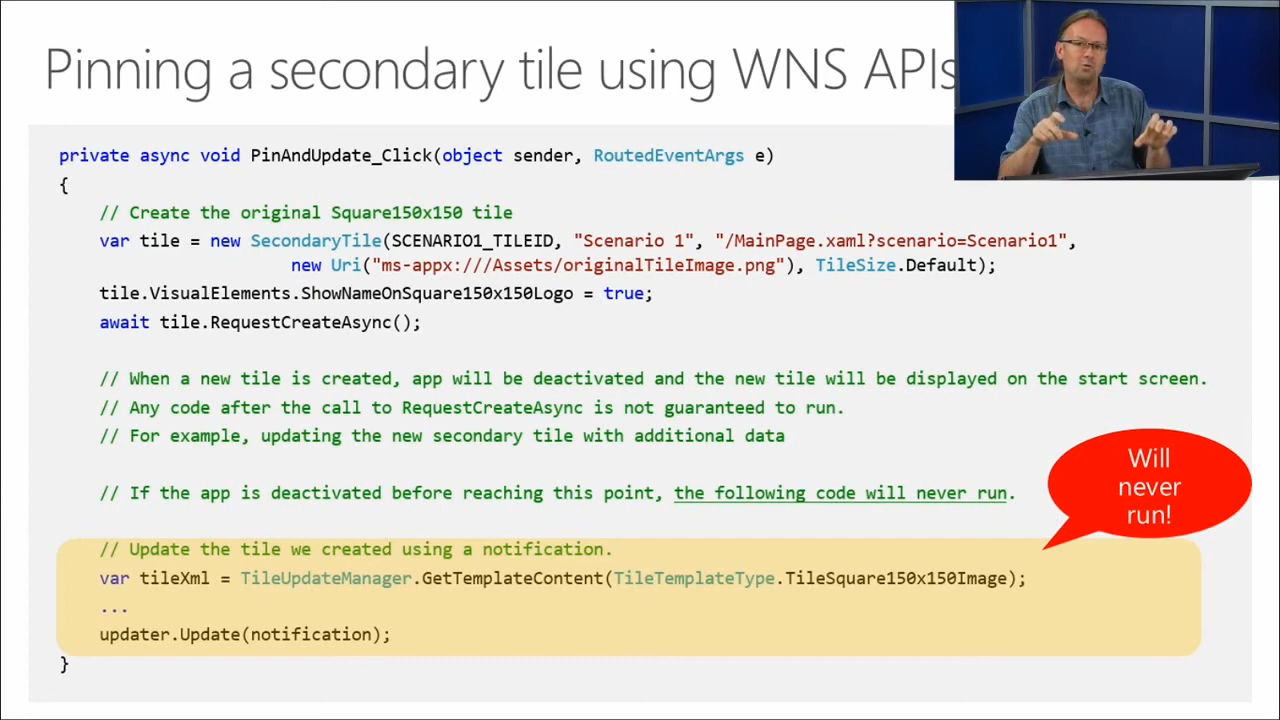 Pinning a secondary tile using WNS APIs
private async void PinAndUpdate_Click(object sender, RoutedEventArgs e)
{
// Create the original Square150x150 tile
var tile = new SecondaryTile(SCENARIO1_TILEID, "Scenario 1", "/MainPage.xaml?scenario=Scenario1",
new Uri("ms-appx:///Assets/originalTileImage.png"), TileSize.Default);
tile.VisualElements.ShowNameOnSquare150x150Logo = true;
await tile.RequestCreateAsync();
// When a new tile is created, app will be deactivated and the new tile will be displayed on the start screen.
// Any code after the call to RequestCreateAsync is not guaranteed to run.
// For example, updating the new secondary tile with additional data
// If the app is deactivated before reaching this point, the following code will never run.
Will
never
run!
// Update the tile we created using a notification.
var tileXml = TileUpdateManager.GetTemplateContent(TileTemplateType.TileSquare150x150Image);
...
updater.Update(notification);
}